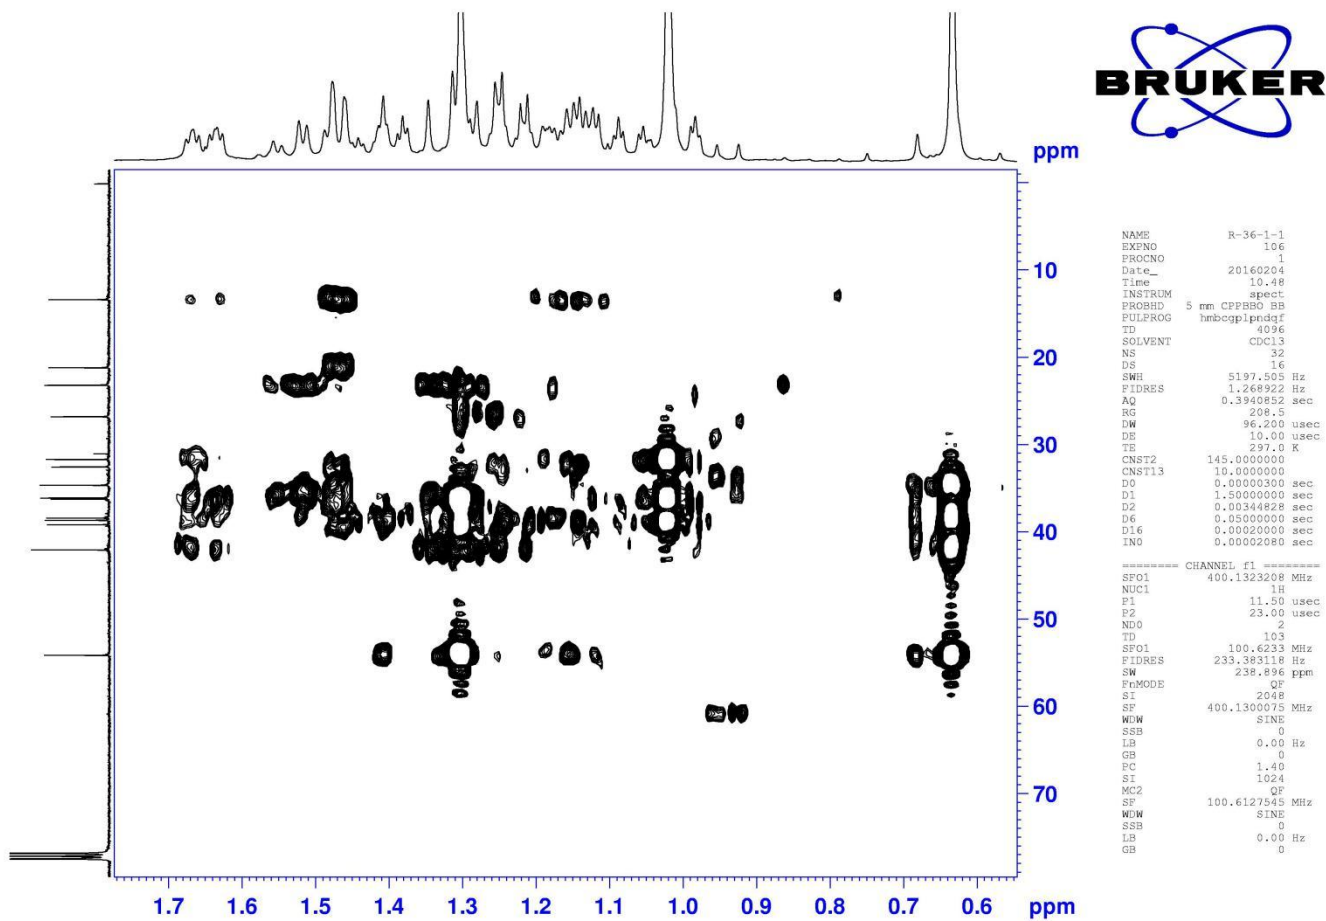 BRUKER
ppm
10
20
30
40
50
60
70
1.7 1.6 1.5 1.4 1.3 1.2 1.1 1.0 0.9 0.8 0.7 0.6 ppm
NAME R-36-1-1
EXPNO 106
PROCNO 1
Date_ 20160204
Time 10.48
INSTRUM spect
PROBHD 5 mm CPPBBO BB
PULPROG hmbcgplpndqf
TD 4096
SOLVENT CDCl3
NS 32
DS 16
SWH 5197.505 Hz
FIDRES 1.268922 Hz
AQ 0.3940852 sec
RG 208.5
DW 96.200 usec
DE 10.00 usec
TE 297.0 K
CNST2 145.0000000
CNST13 10.0000000
D0 0.00000300 sec
D1 1.50000000 sec
D2 0.00344828 sec
D6 0.05000000 sec
D16 0.00020000 sec
IN0 0.00002080 sec
======== CHANNEL f1 ========
SFO1 400.1323208 MHz
NUC1 1H
P1 11.50 usec
P2 23.00 usec
ND0 2
TD 103
SFO1 100.6233 MHz
FIDRES 233.383118 Hz
SW 238.896 ppm
FnMODE QF
SI 2048
SF 400.1300075 MHz
WDW SINE
SSB 0
LB 0.00 Hz
GB 0
PC 1.40
SI 1024
MC2 QF
SF 100.6127545 MHz
WDW SINE
SSB 0
LB 0.00 Hz
GB 0